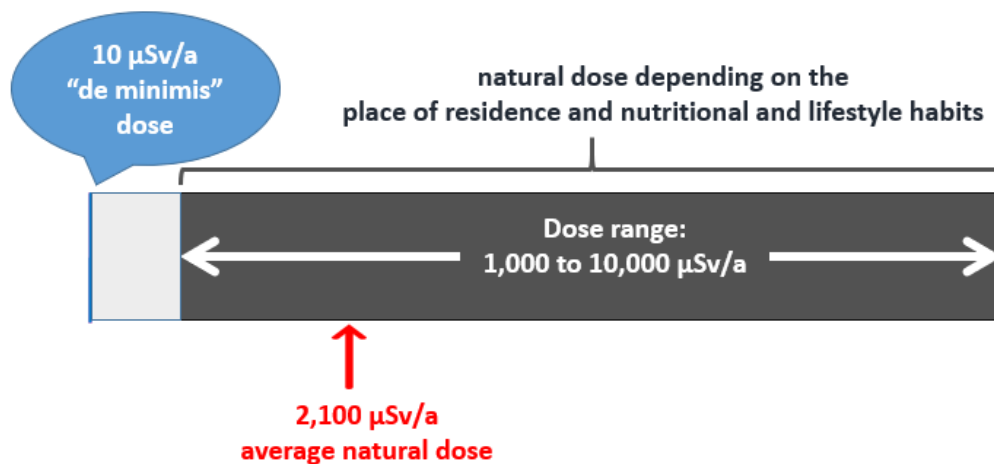 10 µSv/a
“de minimis”
dose
natural dose depending on the
place of residence and nutritional and lifestyle habits
Dose range:
1,000 to 10,000 µSv/a
2,100 µSv/a
average natural dose